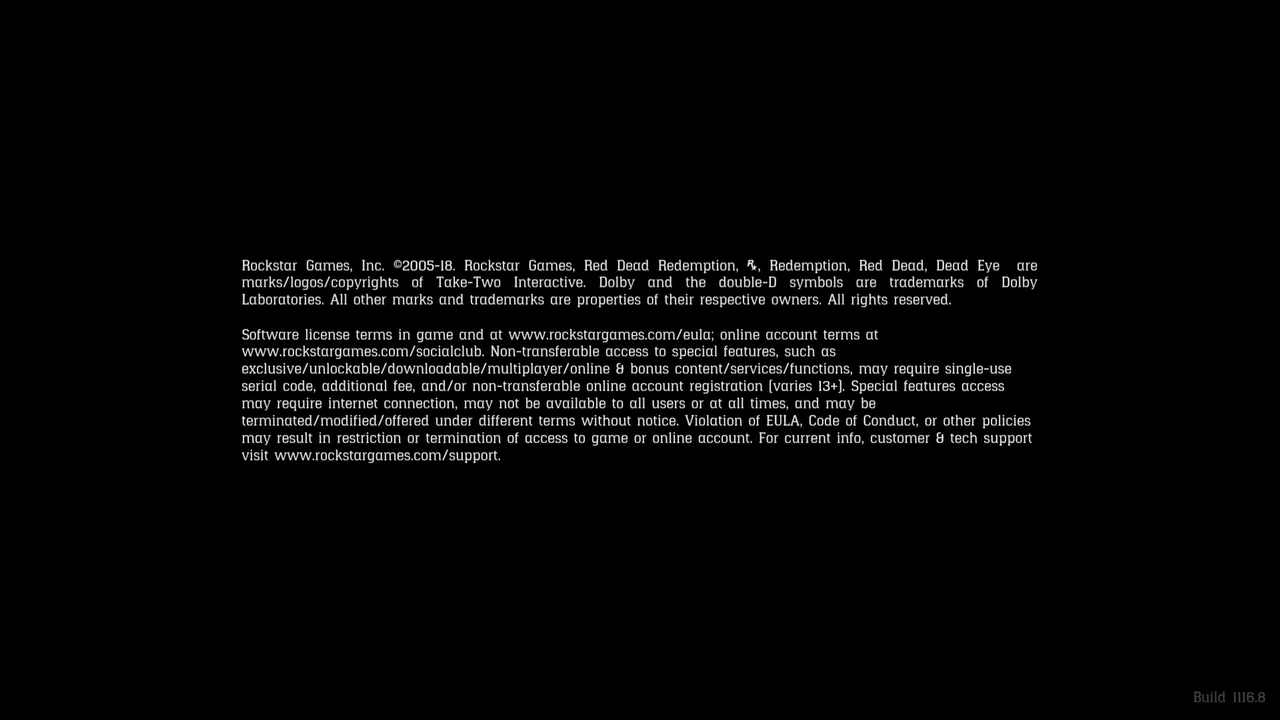 Rockstar Games, Inc. ©2005-18. Rockstar Games, Red Dead Redemption, R*, Redemption, Red Dead, Dead Eye are
marks/logos/copyrights of Take-Two Interactive. Dolby and the double-D symbols are trademarks of Dolby
Laboratories. All other marks and trademarks are properties of their respective owners. All rights reserved.
Software license terms in game and at www.rockstargames.com/eula; online account terms at
www.rockstargames.com/socialclub. Non-transferable access to special features, such as
exclusive/unlockable/downloadable/multiplayer/online & bonus content/services/functions, may require single-use
serial code, additional fee, and/or non-transferable online account registration (varies 13+). Special features access
may require internet connection, may not be available to all users or at all times, and may be
terminated/modified/offered under different terms without notice. Violation of EULA, Code of Conduct, or other policies
may result in restriction or termination of access to game or online account. For current info, customer & tech support
visit www.rockstargames.com/support.
Build 1116.8